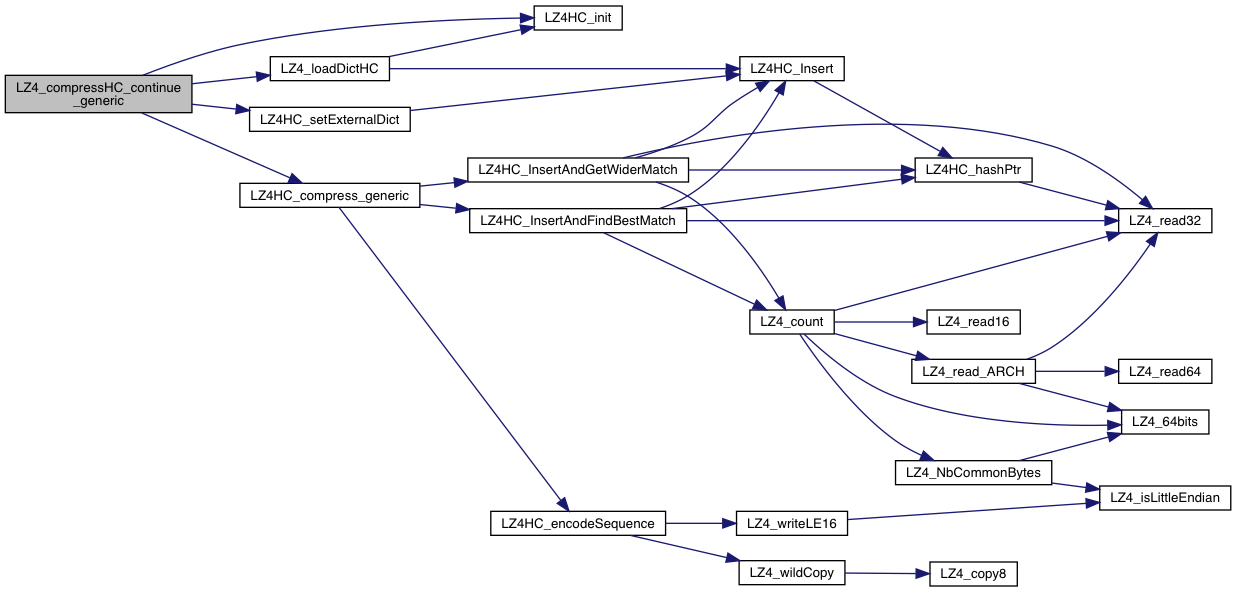 LZ4HC_init
LZ4_loadDictHC
LZ4HC_Insert
LZ4_compressHC_continue
_generic
LZ4HC_setExternalDict
LZ4HC_InsertAndGetWiderMatch
LZ4HC_hashPtr
LZ4HC_compress_generic
LZ4HC_InsertAndFindBestMatch
LZ4_read32
LZ4_count
LZ4_read16
LZ4_read_ARCH
LZ4_read64
LZ4_64bits
LZ4_NbCommonBytes
LZ4_isLittleEndian
LZ4HC_encodeSequence
LZ4_writeLE16
LZ4_wildCopy
LZ4_copy8